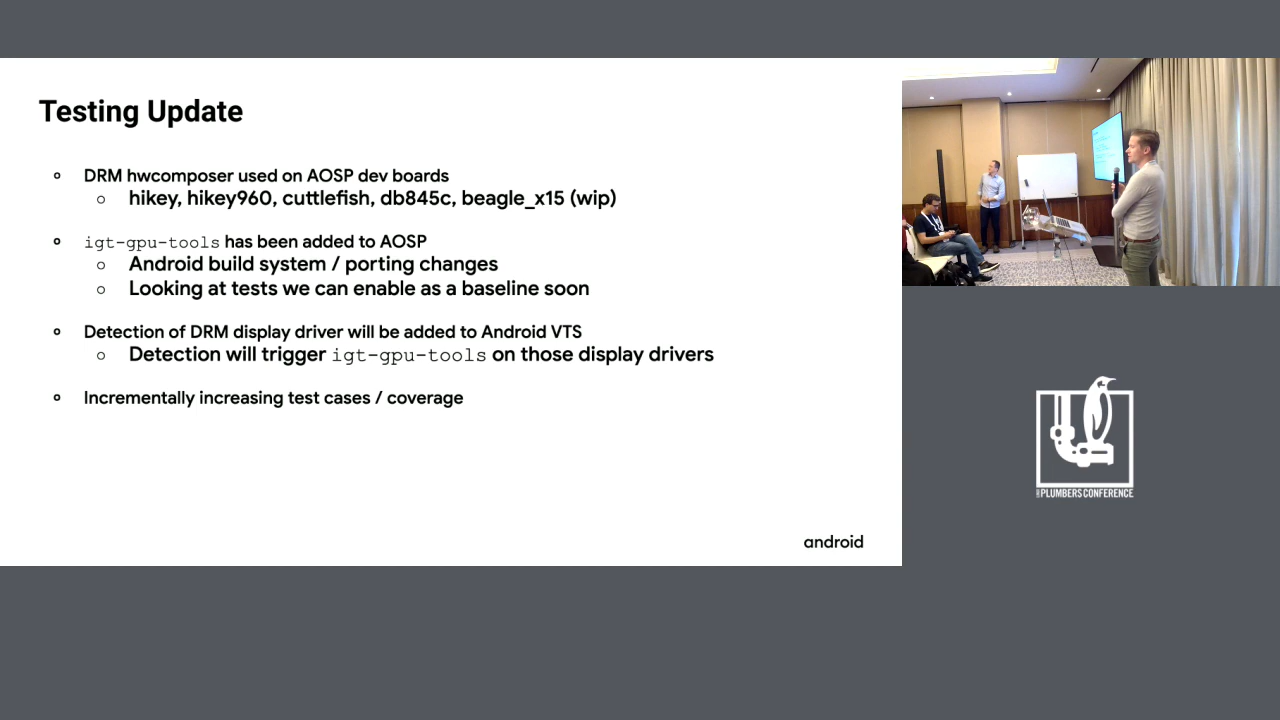 Testing Update
DRM hwcomposer used on AOSP dev boards
hikey, hikey960, cuttlefish, db845c, beagle_x15 (wip)
igt-gpu-tools has been added to AOSP
Android build system / porting changes
Looking at tests we can enable as a baseline soon
Detection of DRM display driver will be added to Android VTS
Detection will trigger igt-gpu-tools on those display drivers
Incrementally increasing test cases / coverage
android
PLUMBERS CONFERENCE